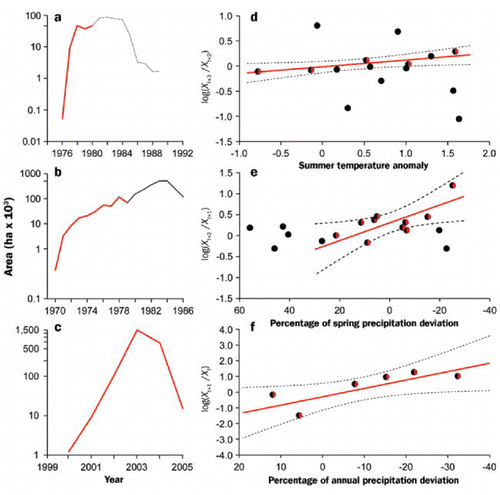 a
100
10
1
0.1
0.01
1976 1980 1984 1988 1992
b
1000
100
10
1
0.1
1970 1974 1978 1982 1986
c
1,500
500
100
10
1
1999 2001 2003 2005
Year
Area (ha x 10³)
d
1.0
0.5
0
-0.5
-1.0
-1.5
-1.0 0.0 1.0 2.0
Summer temperature anomaly
e
1.5
1.0
0.5
0.0
-0.5
-1.0
-1.5
60 40 20 0 -20 -40
Percentage of spring precipitation deviation
f
4.0
3.0
2.0
1.0
0
-1.0
-2.0
-3.0
-4.0
20 10 0 -10 -20 -30 -40
Percentage of annual precipitation deviation